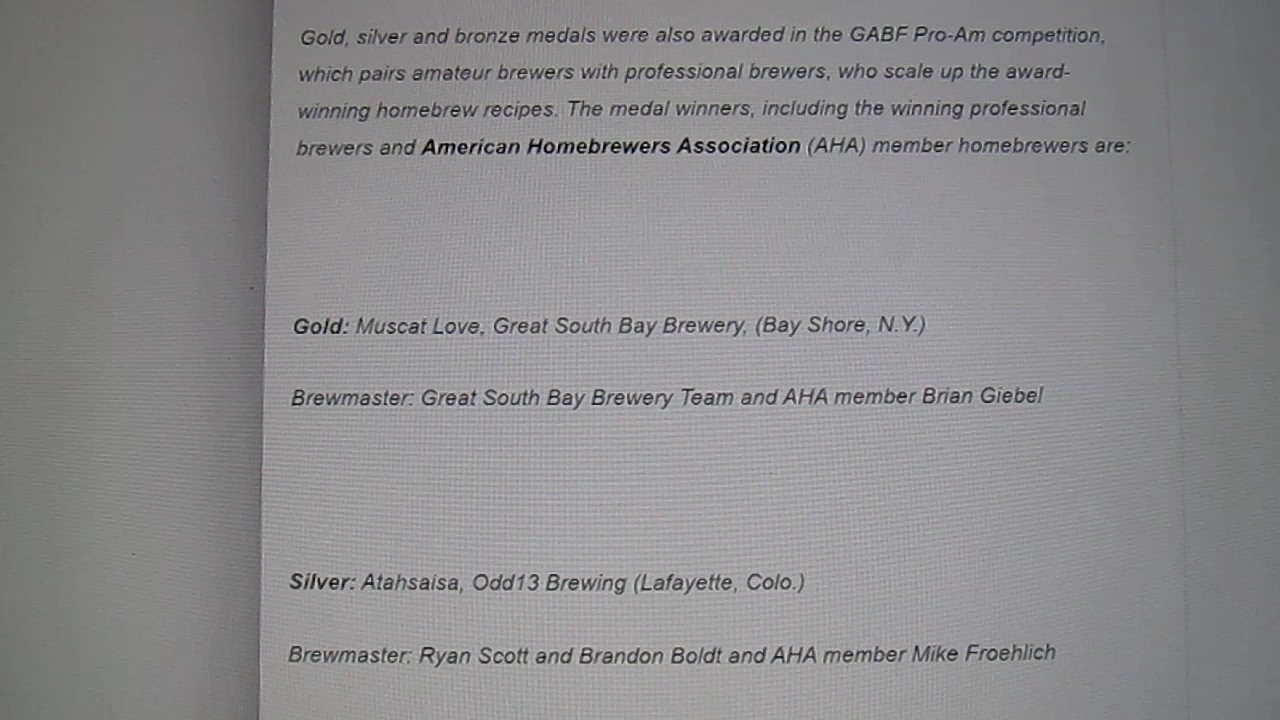 Gold, silver and bronze medals were also awarded in the GABF Pro-Am competition,
which pairs amateur brewers with professional brewers, who scale up the award-
winning homebrew recipes. The medal winners, including the winning professional
brewers and American Homebrewers Association (AHA) member homebrewers are:
Gold: Muscat Love, Great South Bay Brewery, (Bay Shore, N.Y.)
Brewmaster: Great South Bay Brewery Team and AHA member Brian Giebel
Silver: Atahsaisa, Odd13 Brewing (Lafayette, Colo.)
Brewmaster: Ryan Scott and Brandon Boldt and AHA member Mike Froehlich